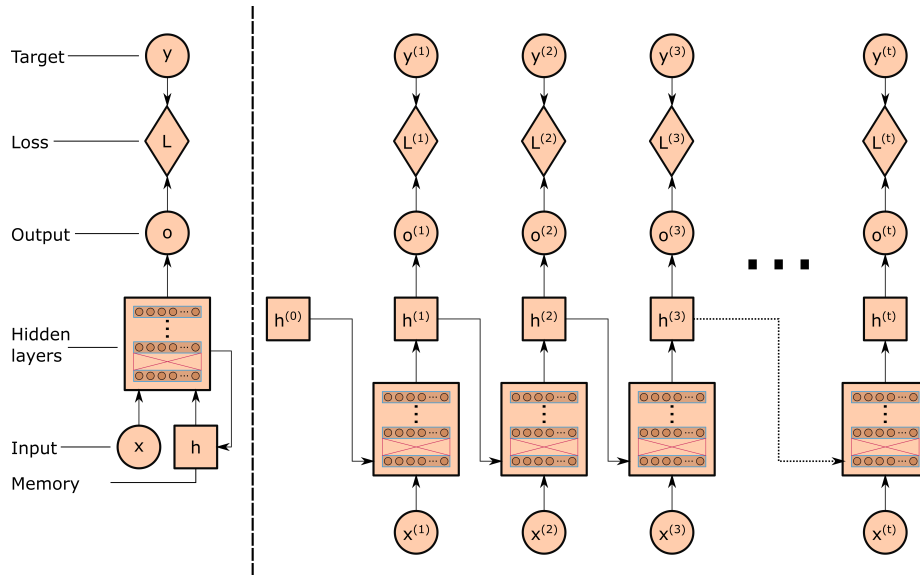 Target
y
Loss
L
Output
o
Hidden
layers
Input
x
h
Memory
y(1) y(2) y(3) y(t)
L(1) L(2) L(3) L(t)
o(1) o(2) o(3) o(t)
h(0) h(1) h(2) h(3) h(t)
x(1) x(2) x(3) x(t)